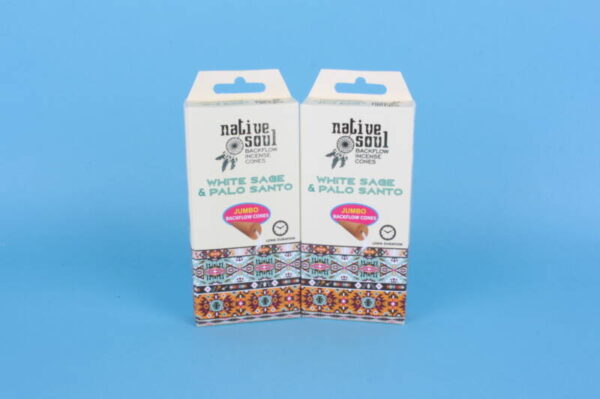 native
soul
BACKFLOW
INCENSE
CONES
WHITE SAGE
& PALO SANTO
JUMBO
BACKFLOW CONES
native
soul
BACKFLOW
INCENSE
CONES
WHITE SAGE
& PALO SANTO
JUMBO
BACKFLOW CONES